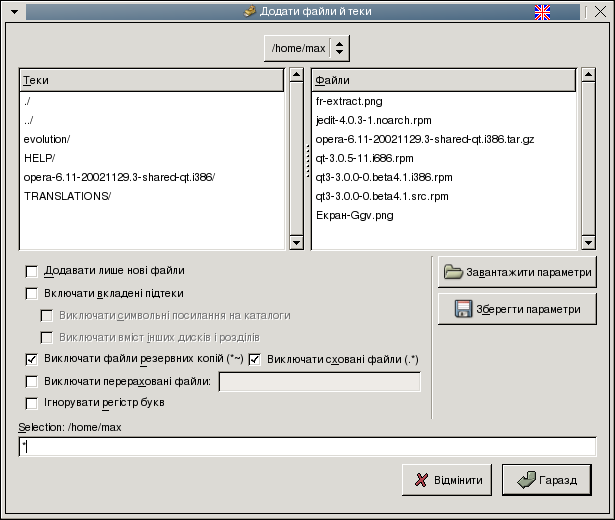 Додати файли й теки
/home/max
Теки
./
../
evolution/
HELP/
opera-6.11-20021129.3-shared-qt.i386/
TRANSLATIONS/
Файли
fr-extract.png
jedit-4.0.3-1.noarch.rpm
opera-6.11-20021129.3-shared-qt.i386.tar.gz
qt-3.0.5-11.i686.rpm
qt3-3.0.0-0.beta4.1.i386.rpm
qt3-3.0.0-0.beta4.1.src.rpm
Екран-Ggv.png
Додавати лише нові файли
Включати вкладені підтеки
Виключати символьні посилання на каталоги
Виключати вміст інших дисків і розділів
Виключати файли резервних копій (*~) Виключати сховані файли (.*)
Виключати перераховані файли:
Ігнорувати регістр букв
Завантажити параметри
Зберегти параметри
Selection: /home/max
*
Відмінити
Гаразд